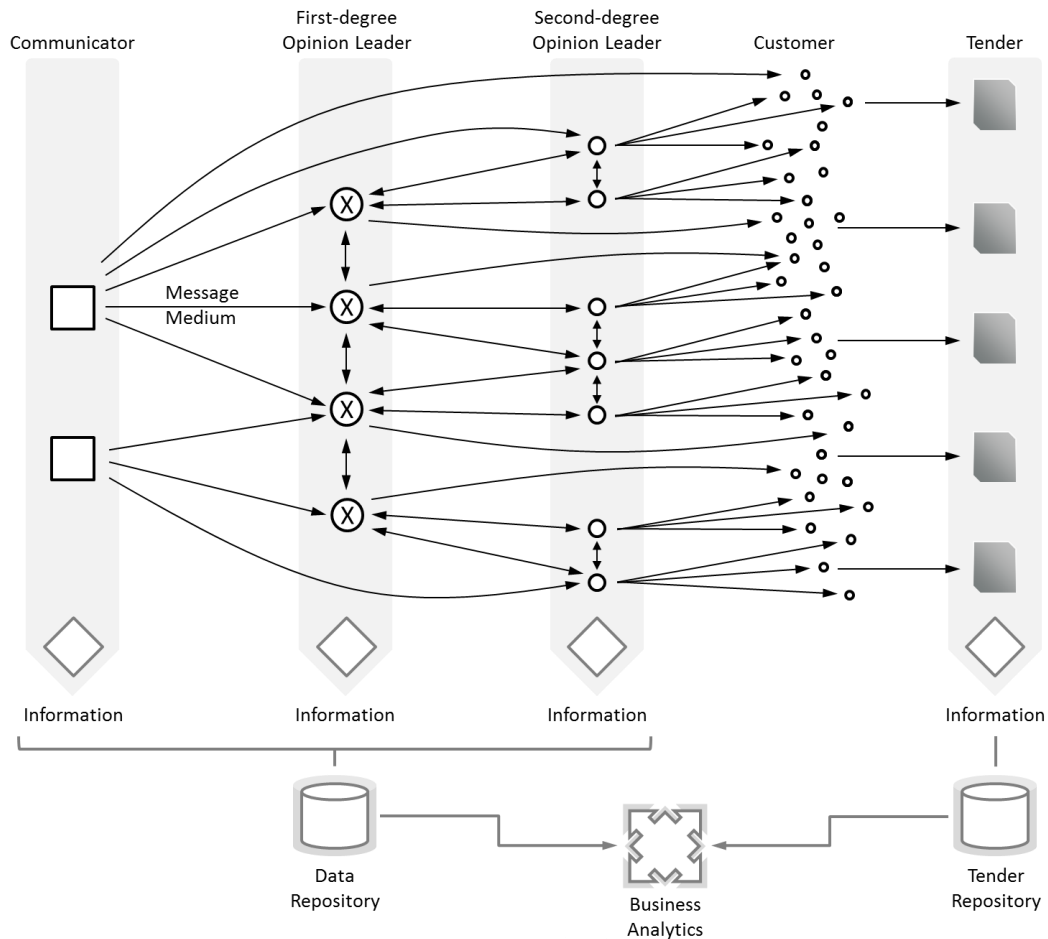 Communicator
First-degree
Opinion Leader
Second-degree
Opinion Leader
Customer
Tender
X
Message
Medium
X
X
X
Information
Information
Information
Information
Data
Repository
Business
Analytics
Tender
Repository